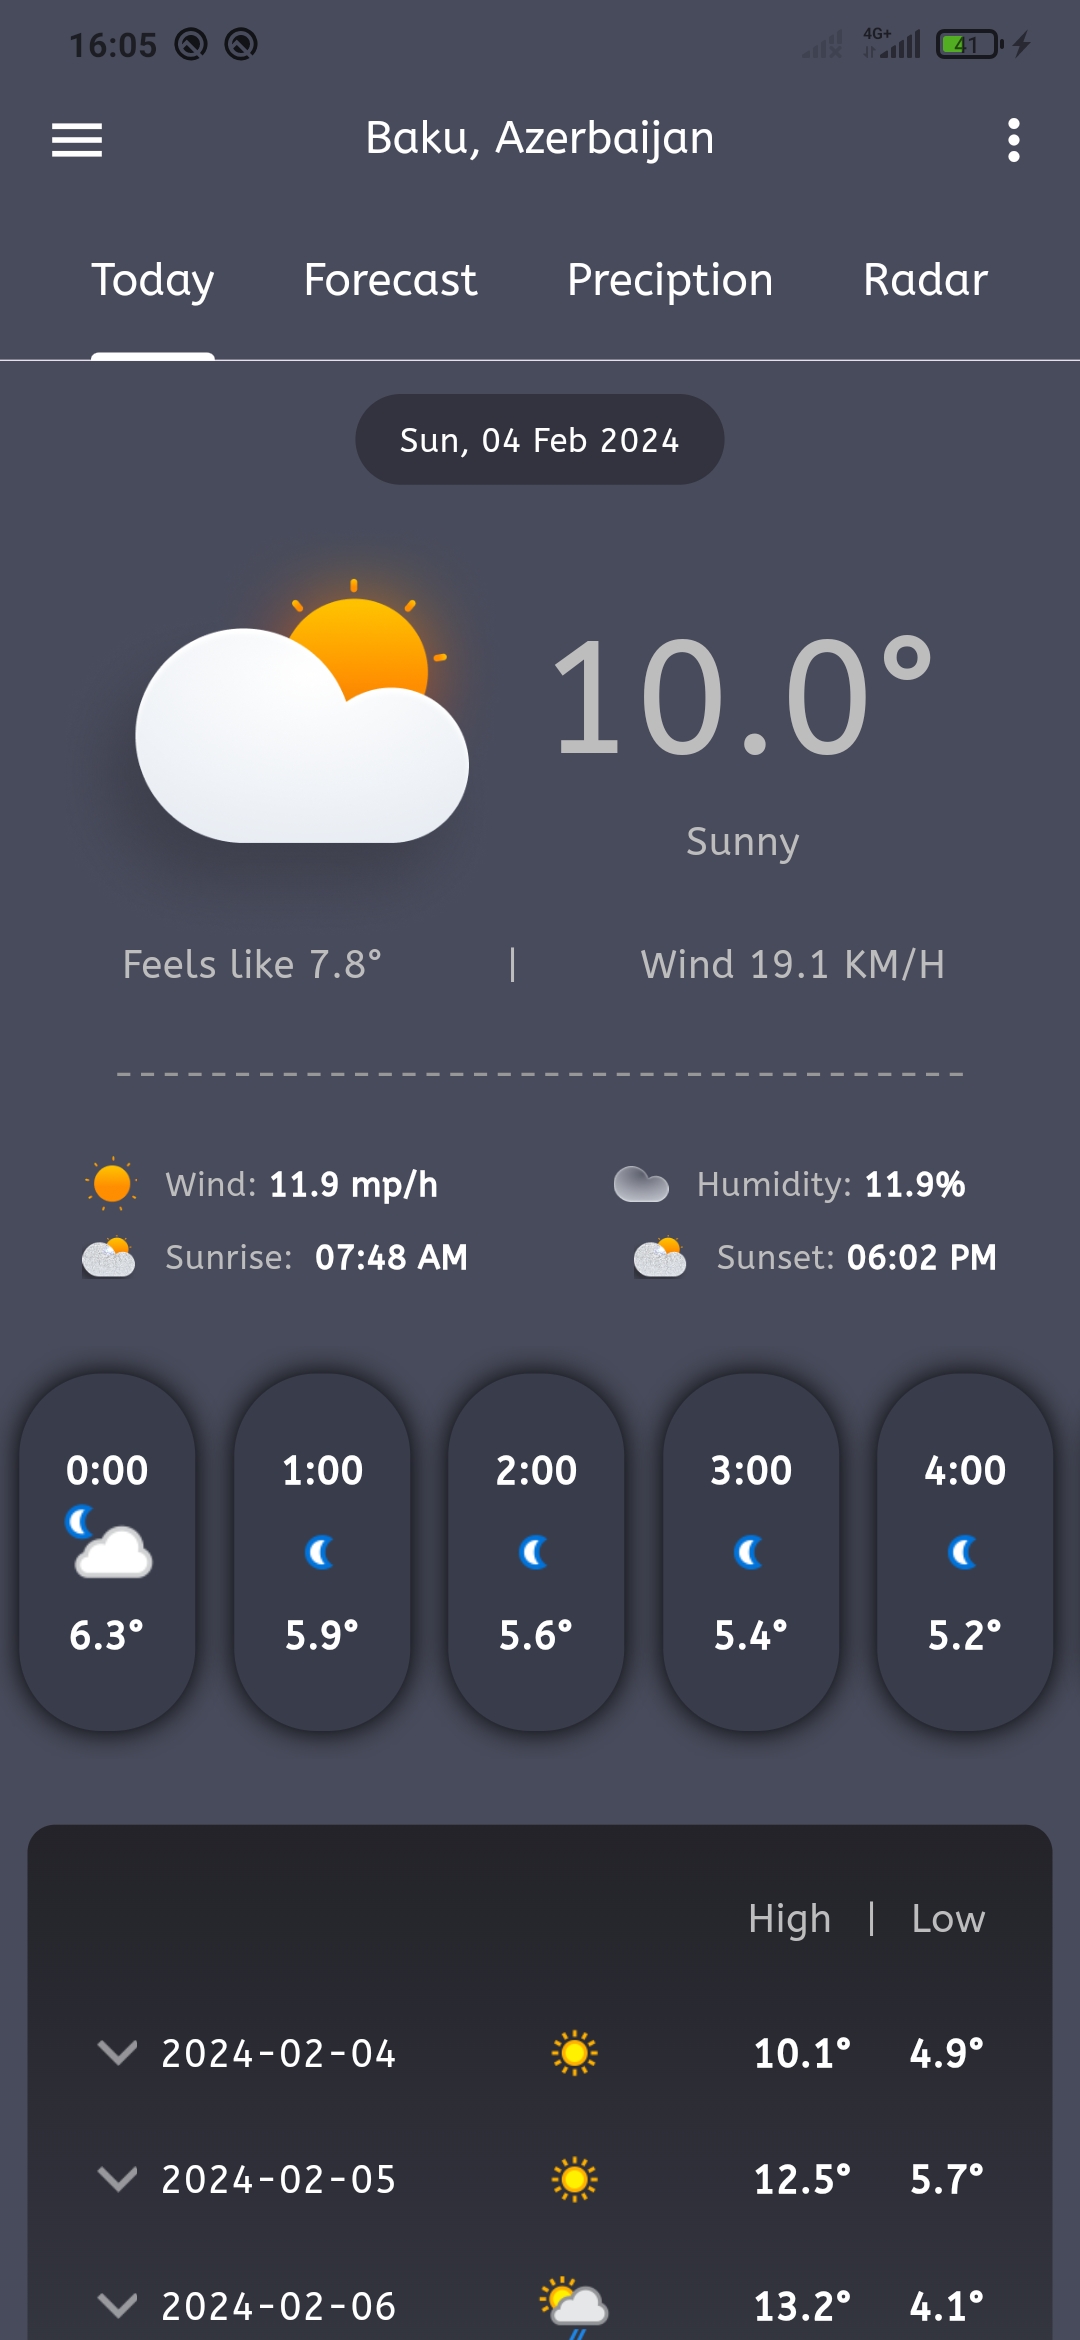 16:05 4G+ 41
Baku, Azerbaijan
Today Forecast Preciption Radar
Sun, 04 Feb 2024
10.0°
Sunny
Feels like 7.8° | Wind 19.1 KM/H
Wind: 11.9 mp/h Humidity: 11.9%
Sunrise: 07:48 AM Sunset: 06:02 PM
0:00 1:00 2:00 3:00 4:00
6.3° 5.9° 5.6° 5.4° 5.2°
High | Low
2024-02-04 10.1° 4.9°
2024-02-05 12.5° 5.7°
2024-02-06 13.2° 4.1°